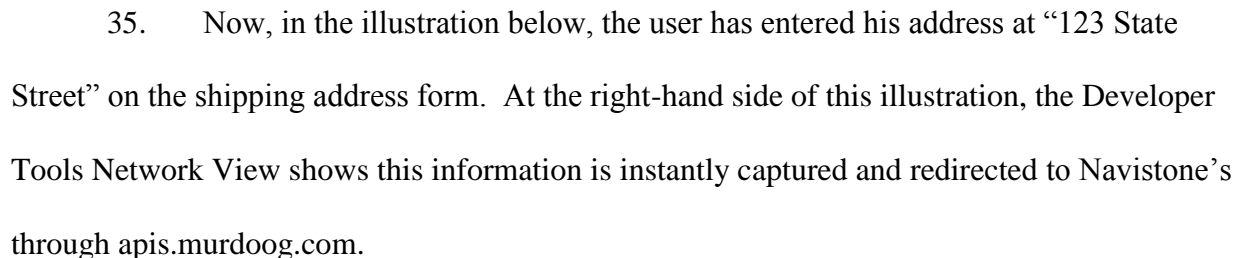 35. Now, in the illustration below, the user has entered his address at “123 State
Street” on the shipping address form. At the right-hand side of this illustration, the Developer
Tools Network View shows this information is instantly captured and redirected to Navistone’s
through apis.murdoog.com.